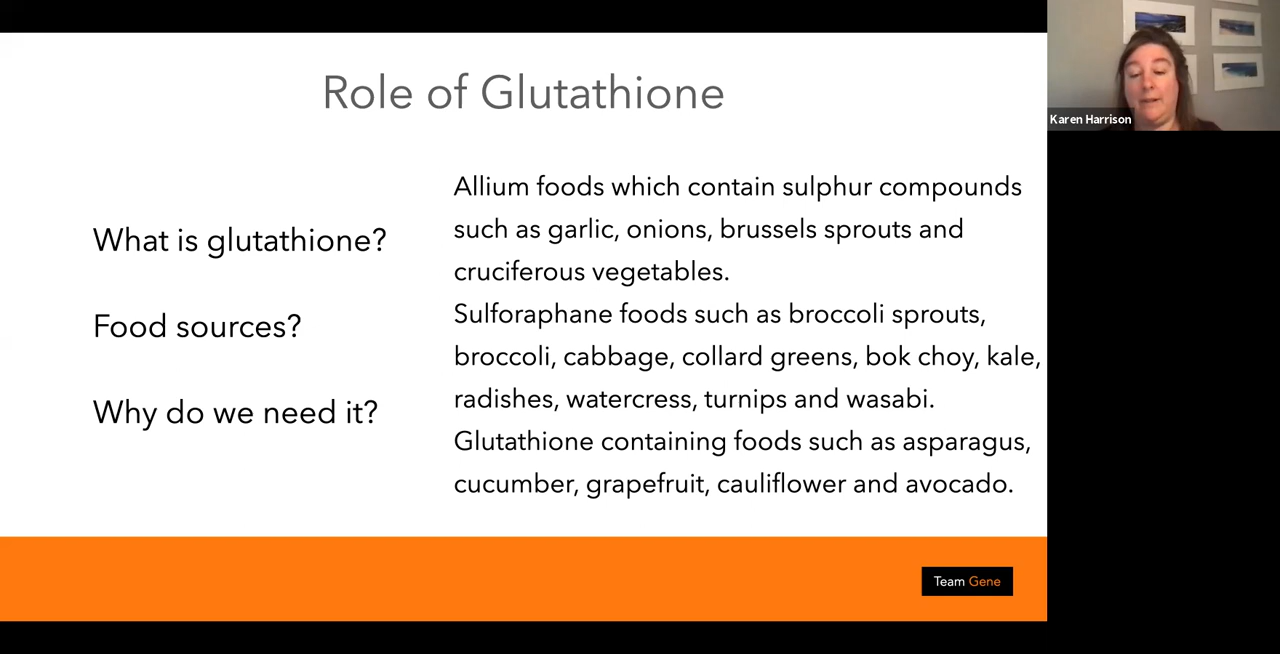 Role of Glutathione
Karen Harrison
What is glutathione?
Food sources?
Why do we need it?
Allium foods which contain sulphur compounds
such as garlic, onions, brussels sprouts and
cruciferous vegetables.
Sulforaphane foods such as broccoli sprouts,
broccoli, cabbage, collard greens, bok choy, kale,
radishes, watercress, turnips and wasabi.
Glutathione containing foods such as asparagus,
cucumber, grapefruit, cauliflower and avocado.
Team Gene